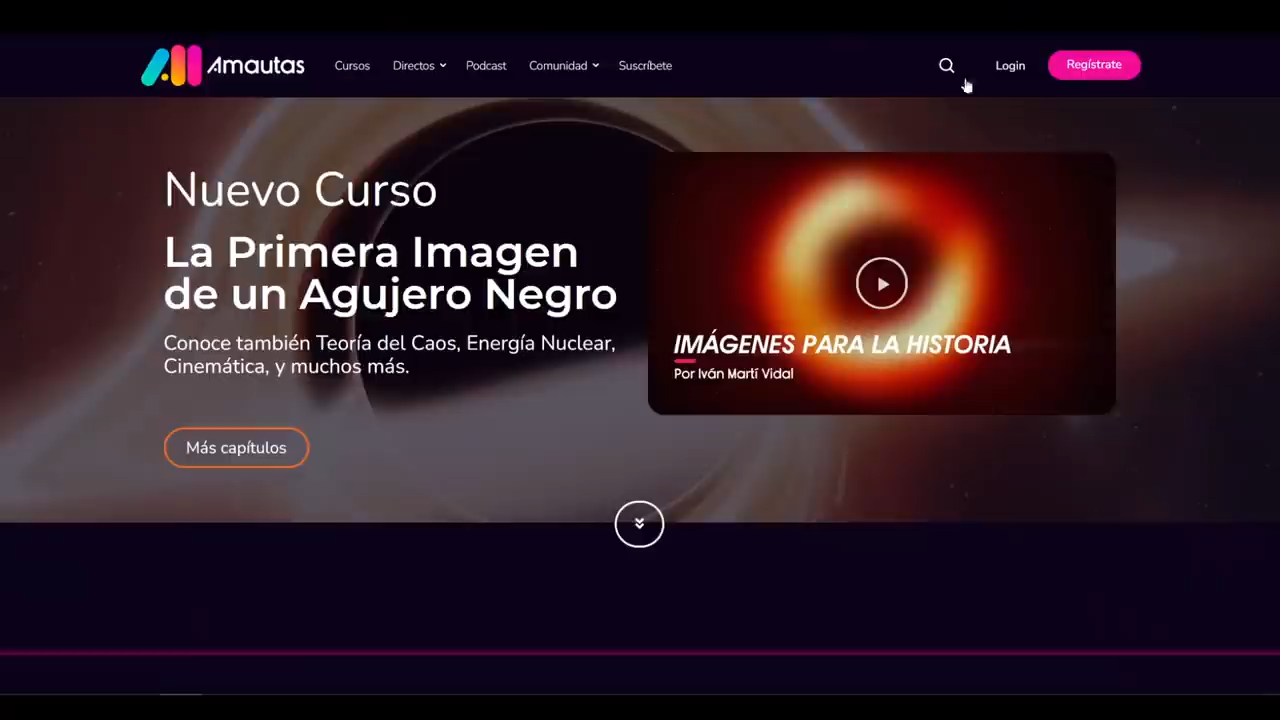 Amautas
Cursos
Directos
Podcast
Comunidad
Suscríbete
Login
Regístrate
Nuevo Curso
La Primera Imagen
de un Agujero Negro
Conoce también Teoría del Caos, Energía Nuclear,
Cinemática, y muchos más.
Más capítulos
IMÁGENES PARA LA HISTORIA
Por Iván Martí Vidal